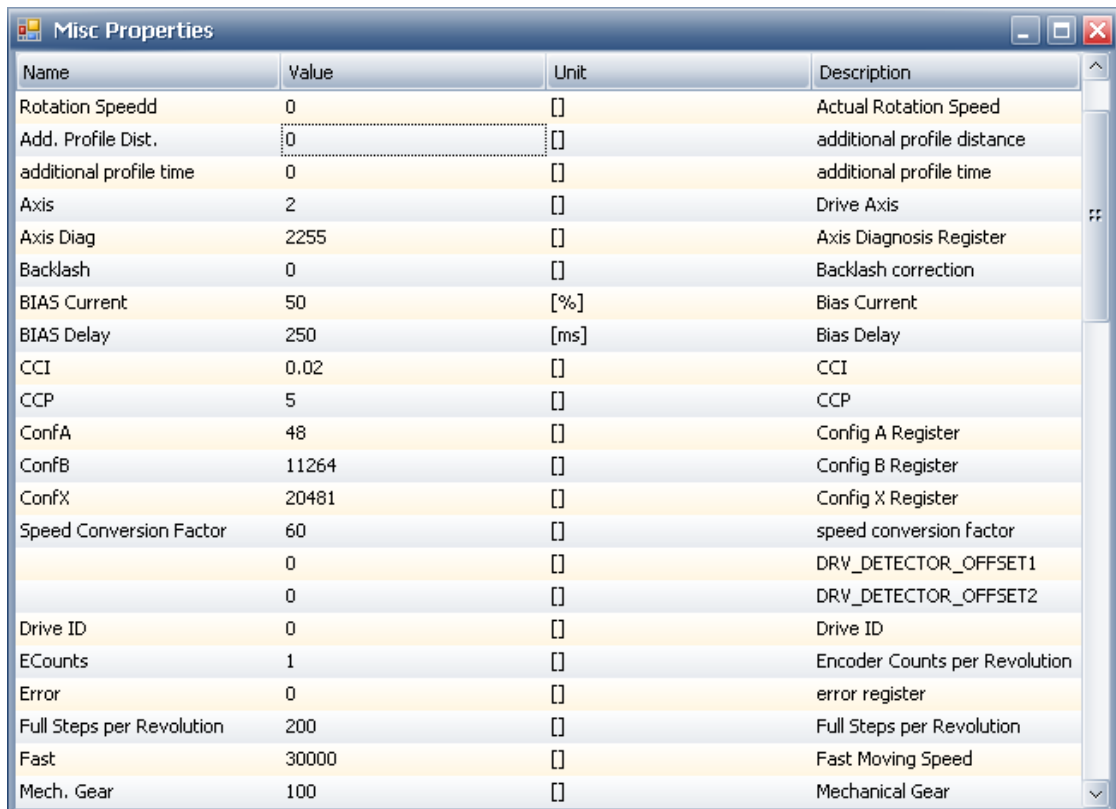 Misc Properties
Name Value Unit Description
Rotation Speedd 0 [] Actual Rotation Speed
Add. Profile Dist. 0 [] additional profile distance
additional profile time 0 [] additional profile time
Axis 2 [] Drive Axis
Axis Diag 2255 [] Axis Diagnosis Register
Backlash 0 [] Backlash correction
BIAS Current 50 [%] Bias Current
BIAS Delay 250 [ms] Bias Delay
CCI 0.02 [] CCI
CCP 5 [] CCP
ConfA 48 [] Config A Register
ConfB 11264 [] Config B Register
ConfX 20481 [] Config X Register
Speed Conversion Factor 60 [] speed conversion factor
0 [] DRV_DETECTOR_OFFSET1
0 [] DRV_DETECTOR_OFFSET2
Drive ID 0 [] Drive ID
ECounts 1 [] Encoder Counts per Revolution
Error 0 [] error register
Full Steps per Revolution 200 [] Full Steps per Revolution
Fast 30000 [] Fast Moving Speed
Mech. Gear 100 [] Mechanical Gear